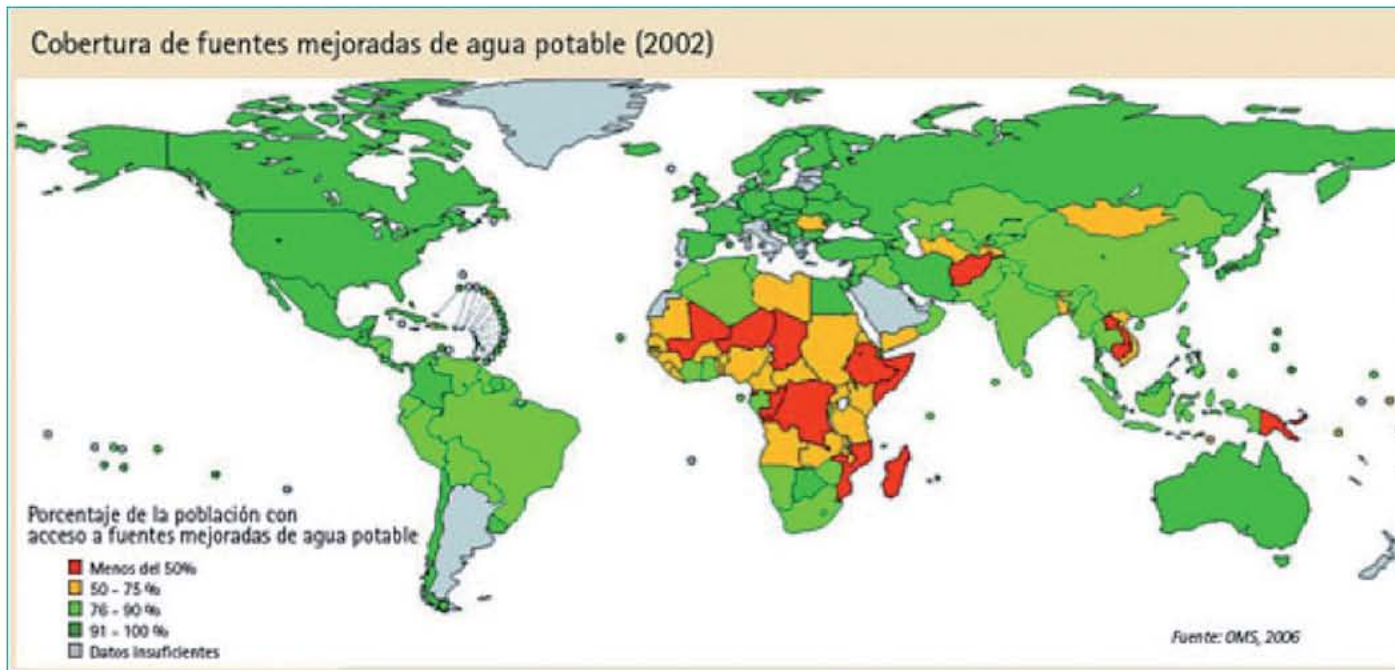 Cobertura de fuentes mejoradas de agua potable (2002)
Porcentaje de la población con
acceso a fuentes mejoradas de agua potable
Menos del 50%
50 - 75 %
76 - 90 %
91 - 100 %
Datos insuficientes
Fuente: OMS, 2006